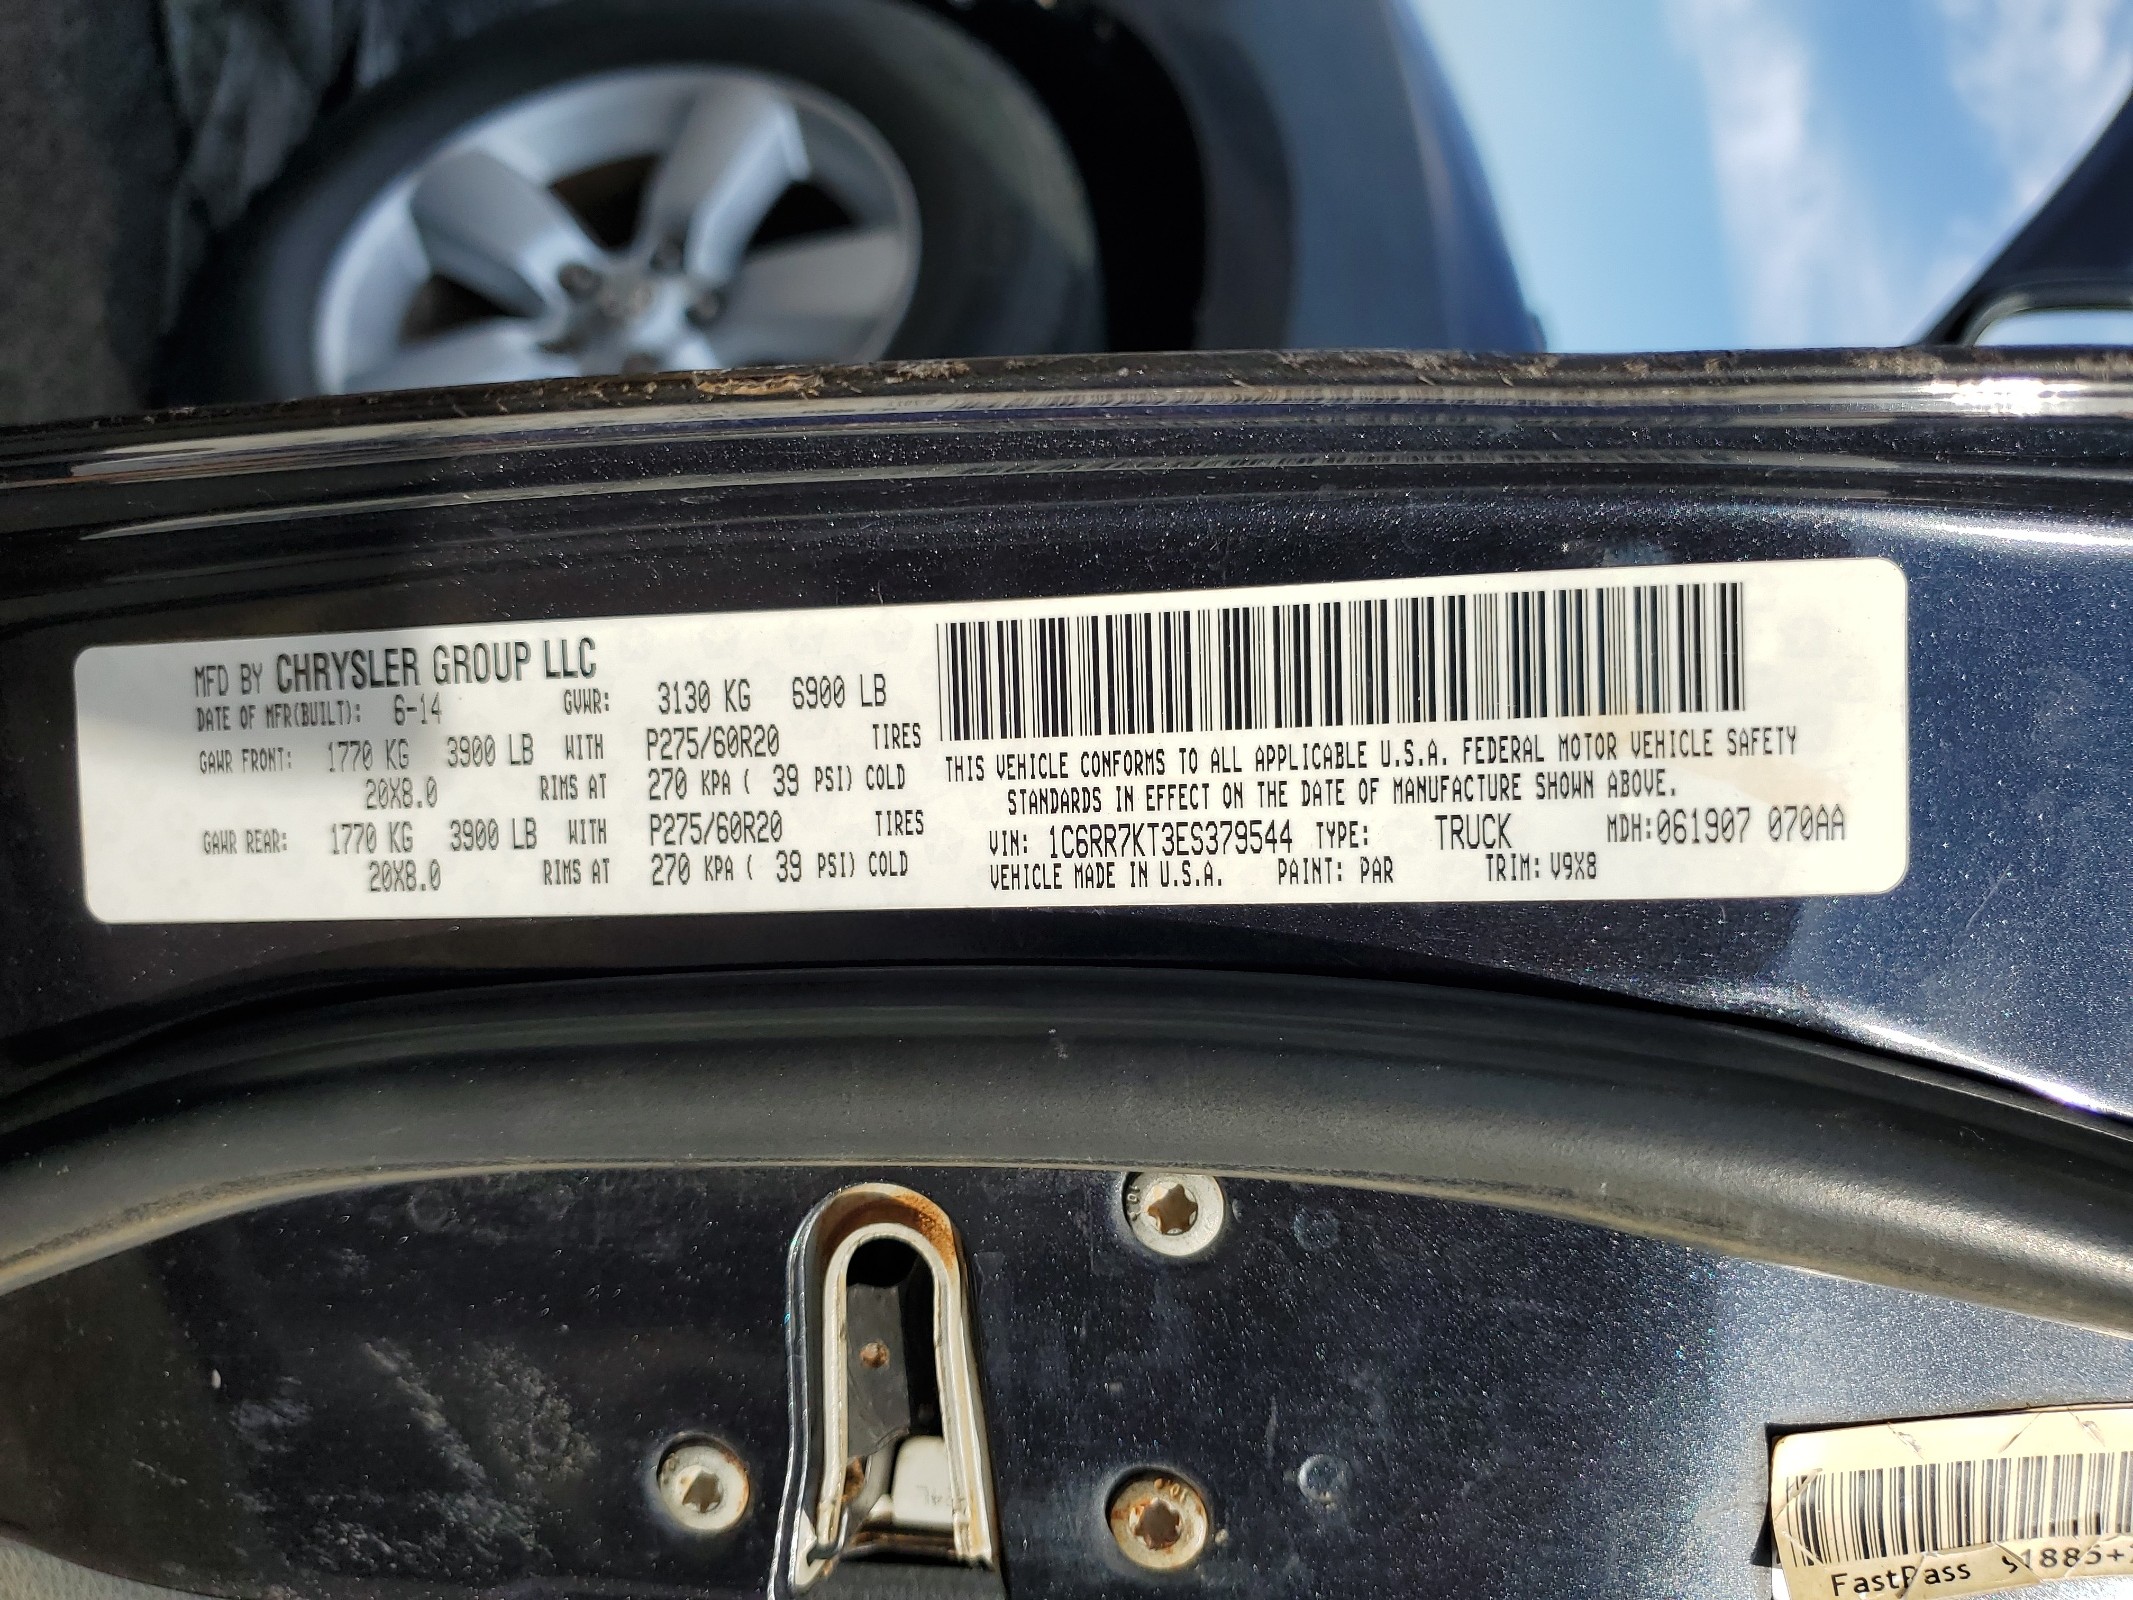 MFD BY CHRYSLER GROUP LLC
DATE OF MFR(BUILT): 6-14 GVWR: 3130 KG 6900 LB
GAWR FRONT: 1770 KG 3900 LB WITH P275/60R20 TIRES
20X8.0 RIMS AT 270 KPA ( 39 PSI) COLD
GAWR REAR: 1770 KG 3900 LB WITH P275/60R20 TIRES
20X8.0 RIMS AT 270 KPA ( 39 PSI) COLD
THIS VEHICLE CONFORMS TO ALL APPLICABLE U.S.A. FEDERAL MOTOR VEHICLE SAFETY
STANDARDS IN EFFECT ON THE DATE OF MANUFACTURE SHOWN ABOVE.
VIN: 1C6RR7KT3ES379544 TYPE: TRUCK MDH:061907 070AA
VEHICLE MADE IN U.S.A. PAINT: PAR TRIM: V9X8
FastPass